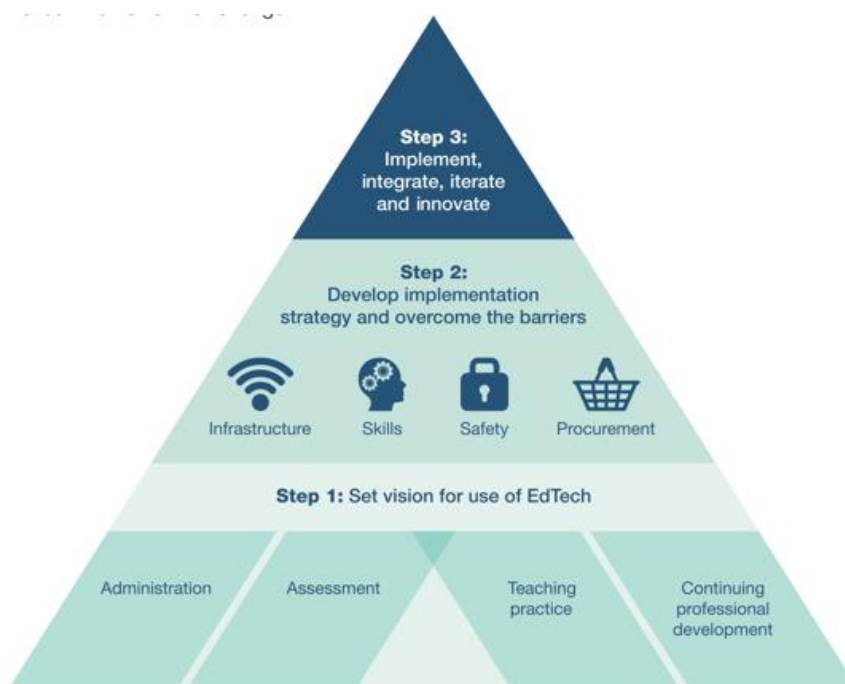 Step 3:
Implement,
integrate, iterate
and innovate
Step 2:
Develop implementation
strategy and overcome the barriers
Infrastructure
Skills
Safety
Procurement
Step 1: Set vision for use of EdTech
Administration
Assessment
Teaching
practice
Continuing
professional
development